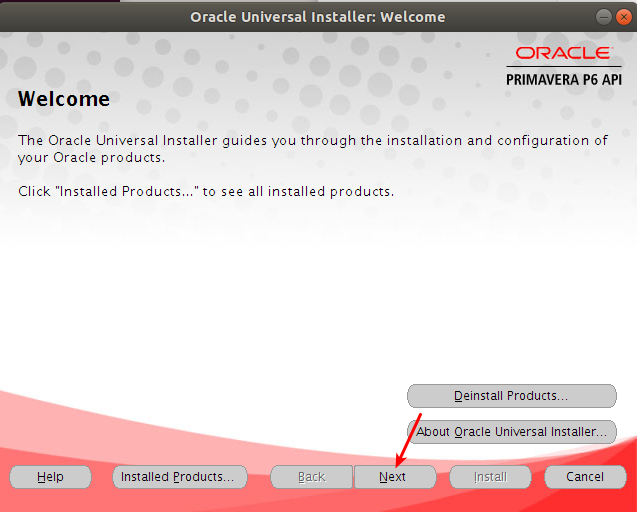 Oracle Universal Installer: Welcome
ORACLE
PRIMAVERA P6 API
Welcome
The Oracle Universal Installer guides you through the installation and configuration of
your Oracle products.
Click "Installed Products..." to see all installed products.
Deinstall Products...
About Oracle Universal Installer...
Help
Installed Products...
Back
Next
Install
Cancel